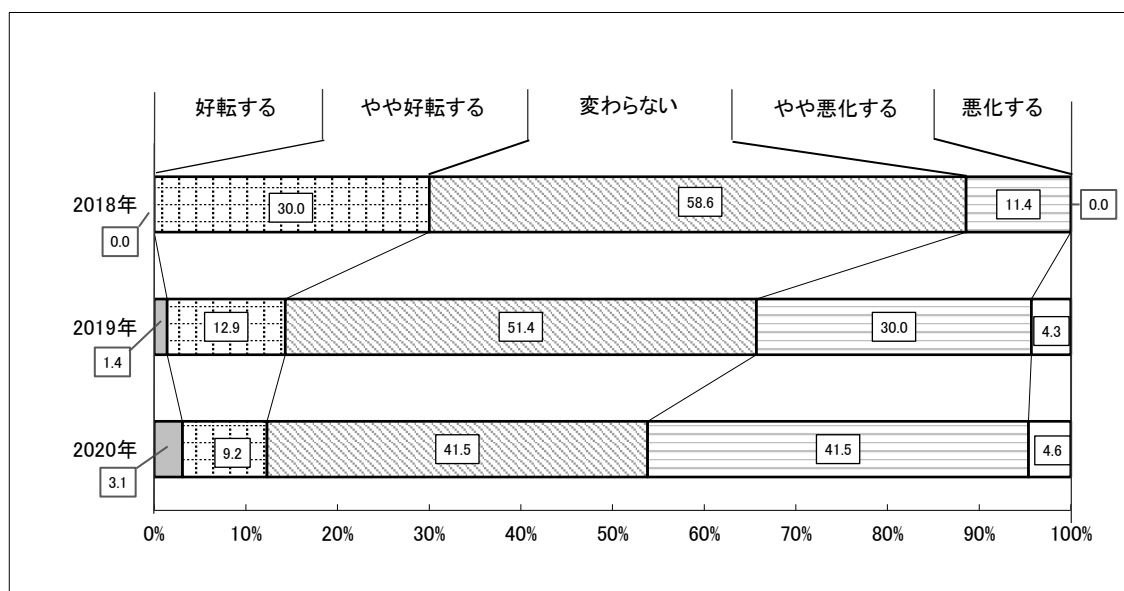 好転する やや好転する 変わらない やや悪化する 悪化する
2018年 30.0 58.6 11.4 0.0
0.0
2019年 12.9 51.4 30.0 4.3
1.4
2020年 9.2 41.5 41.5 4.6
3.1
0% 10% 20% 30% 40% 50% 60% 70% 80% 90% 100%